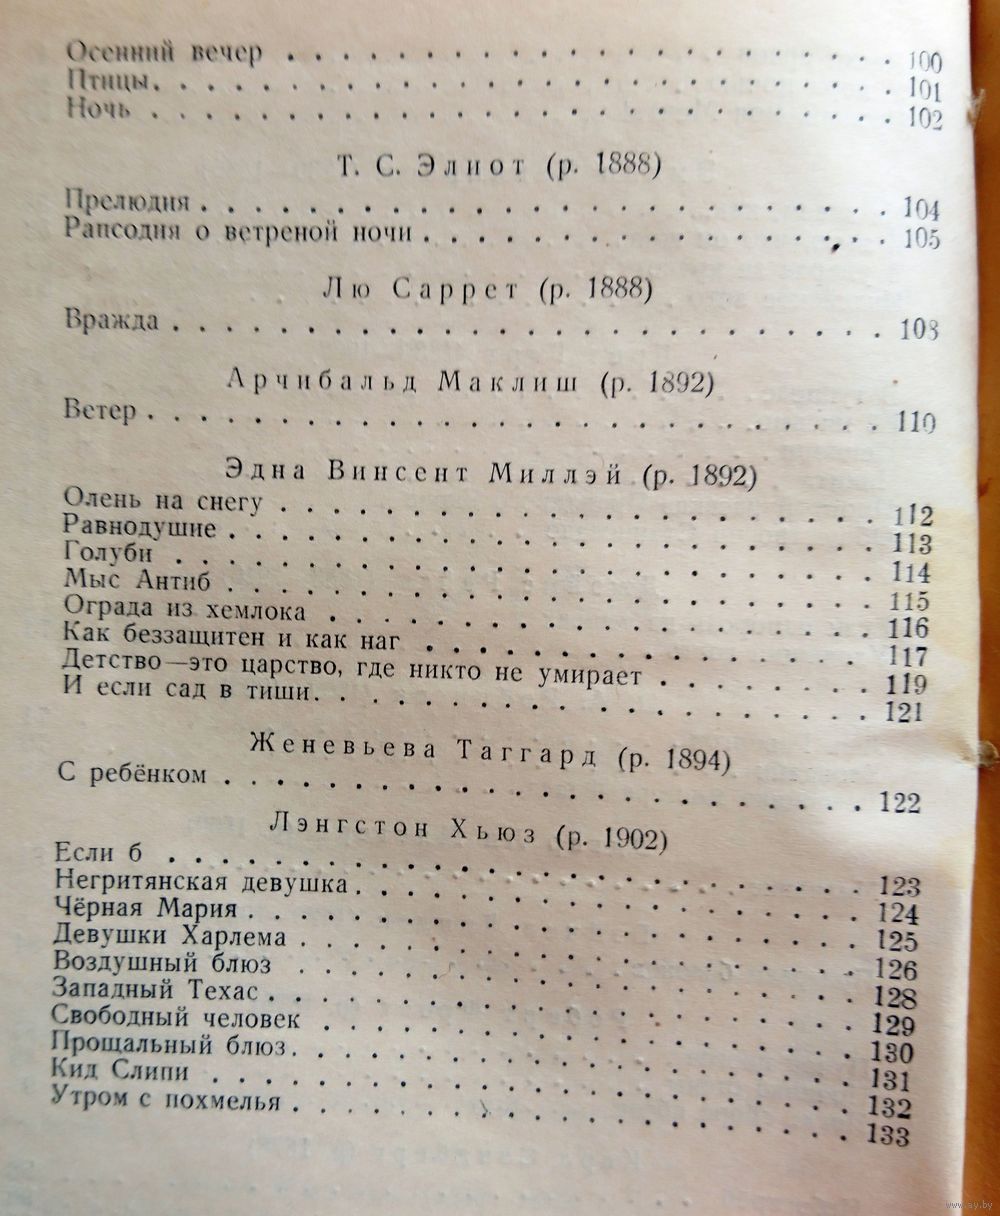 Осенний вечер . . . . . . . . . . . . . . . . . . . . . . . 100
Птицы. . . . . . . . . . . . . . . . . . . . . . . . . . . . 101
Ночь . . . . . . . . . . . . . . . . . . . . . . . . . . . . 102
Т. С. Элиот (р. 1888)
Прелюдия . . . . . . . . . . . . . . . . . . . . . . . . . . 104
Рапсодия о ветреной ночи . . . . . . . . . . . . . . . . . . 105
Лю Саррет (р. 1888)
Вражда . . . . . . . . . . . . . . . . . . . . . . . . . . . 108
Арчибальд Маклиш (р. 1892)
Ветер . . . . . . . . . . . . . . . . . . . . . . . . . . . . 110
Эдна Винсент Миллэй (р. 1892)
Олень на снегу . . . . . . . . . . . . . . . . . . . . . . . 112
Равнодушие . . . . . . . . . . . . . . . . . . . . . . . . . 113
Голуби . . . . . . . . . . . . . . . . . . . . . . . . . . . 114
Мыс Антиб . . . . . . . . . . . . . . . . . . . . . . . . . . 115
Ограда из хемлока . . . . . . . . . . . . . . . . . . . . . 116
Как беззащитен и как наг . . . . . . . . . . . . . . . . . . 117
Детство—это царство, где никто не умирает . . . . . . . . . 119
И если сад в тиши. . . . . . . . . . . . . . . . . . . . . . 121
Женевьева Таггард (р. 1894)
С ребёнком . . . . . . . . . . . . . . . . . . . . . . . . . 122
Лэнгстон Хьюз (р. 1902)
Если б . . . . . . . . . . . . . . . . . . . . . . . . . . . 123
Негритянская девушка . . . . . . . . . . . . . . . . . . . . 124
Чёрная Мария . . . . . . . . . . . . . . . . . . . . . . . . 125
Девушки Харлема . . . . . . . . . . . . . . . . . . . . . . 126
Воздушный блюз . . . . . . . . . . . . . . . . . . . . . . . 128
Западный Техас . . . . . . . . . . . . . . . . . . . . . . . 129
Свободный человек . . . . . . . . . . . . . . . . . . . . . 130
Прощальный блюз. . . . . . . . . . . . . . . . . . . . . . . 131
Кид Слипи . . . . . . . . . . . . . . . . . . . . . . . . . . 132
Утром с похмелья . . . . . . . . . . . . . . . . . . . . . . 133
www.ay.by